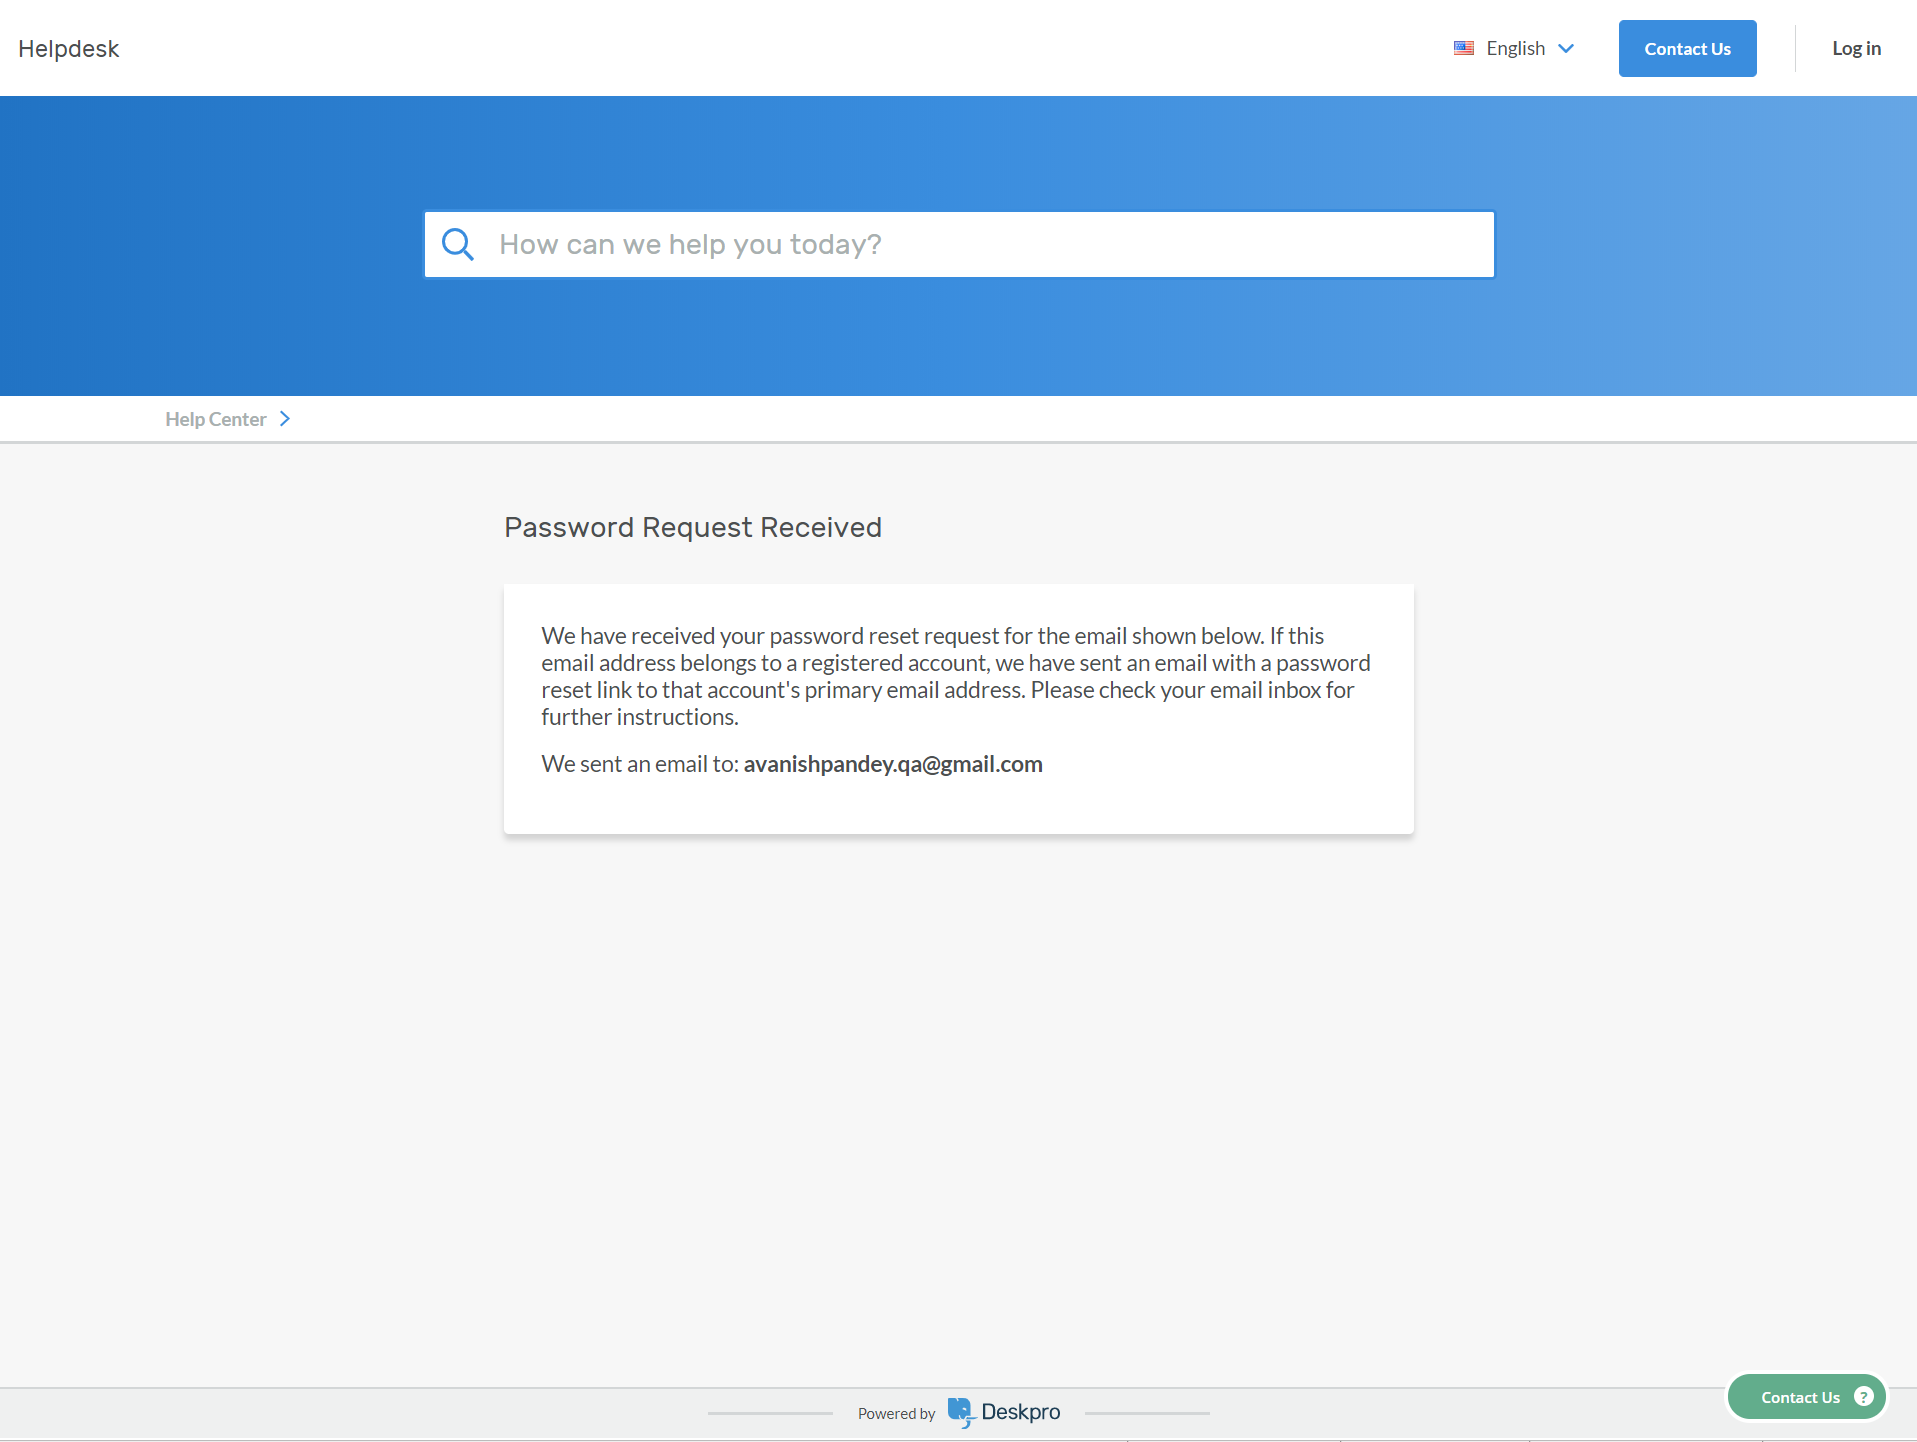 Helpdesk
English
Contact Us
Log in
How can we help you today?
Help Center
Password Request Received
We have received your password reset request for the email shown below. If this
email address belongs to a registered account, we have sent an email with a password
reset link to that account's primary email address. Please check your email inbox for
further instructions.
We sent an email to: avanishpandey.qa@gmail.com
Powered by Deskpro
Contact Us ?